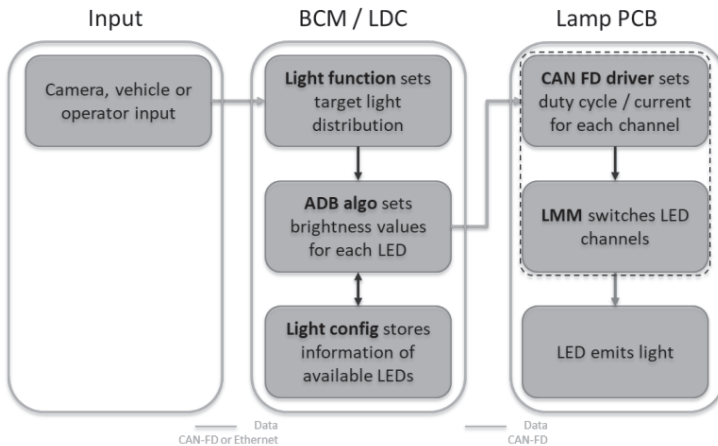 Input
BCM / LDC
Lamp PCB
Camera, vehicle or
operator input
Light function sets
target light
distribution
ADB algo sets
brightness values
for each LED
Light config stores
information of
available LEDs
CAN FD driver sets
duty cycle / current
for each channel
LMM switches LED
channels
LED emits light
Data
CAN-FD or Ethernet
Data
CAN-FD